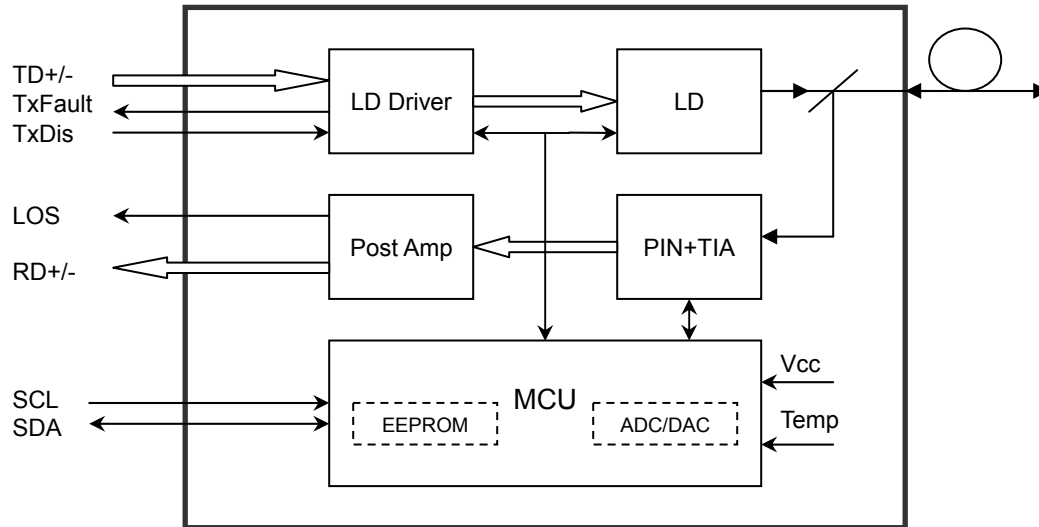 TD+/-
TxFault
TxDis
LD Driver
LD
LOS
RD+/-
Post Amp
PIN+TIA
SCL
SDA
MCU
EEPROM
ADC/DAC
Vcc
Temp